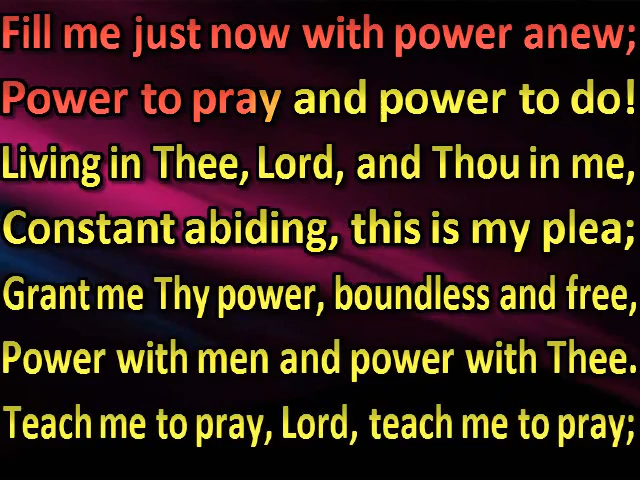 Fill me just now with power anew;
Power to pray and power to do!
Living in Thee, Lord, and Thou in me,
Constant abiding, this is my plea;
Grant me Thy power, boundless and free,
Power with men and power with Thee.
Teach me to pray, Lord, teach me to pray;